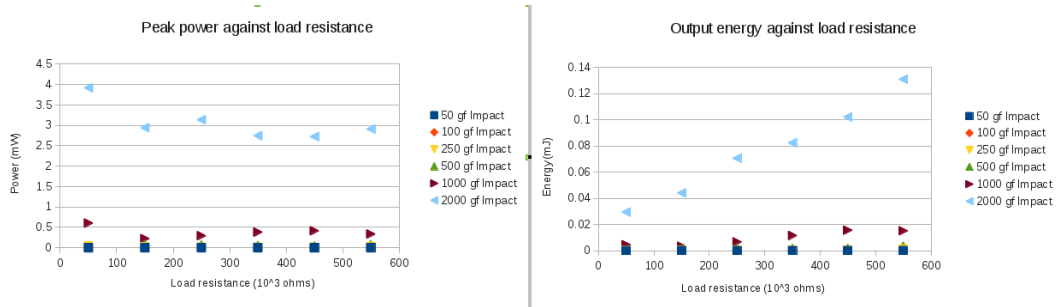 Peak power against load resistance
4.5
4
3.5
3
2.5
2
1.5
1
0.5
0
Power (mW)
0 100 200 300 400 500 600
Load resistance (10^3 ohms)
50 gf Impact
100 gf Impact
250 gf Impact
500 gf Impact
1000 gf Impact
2000 gf Impact
Output energy against load resistance
0.14
0.12
0.1
0.08
0.06
0.04
0.02
0
Energy (mJ)
0 100 200 300 400 500 600
Load resistance (10^3 ohms)
50 gf Impact
100 gf Impact
250 gf Impact
500 gf Impact
1000 gf Impact
2000 gf Impact